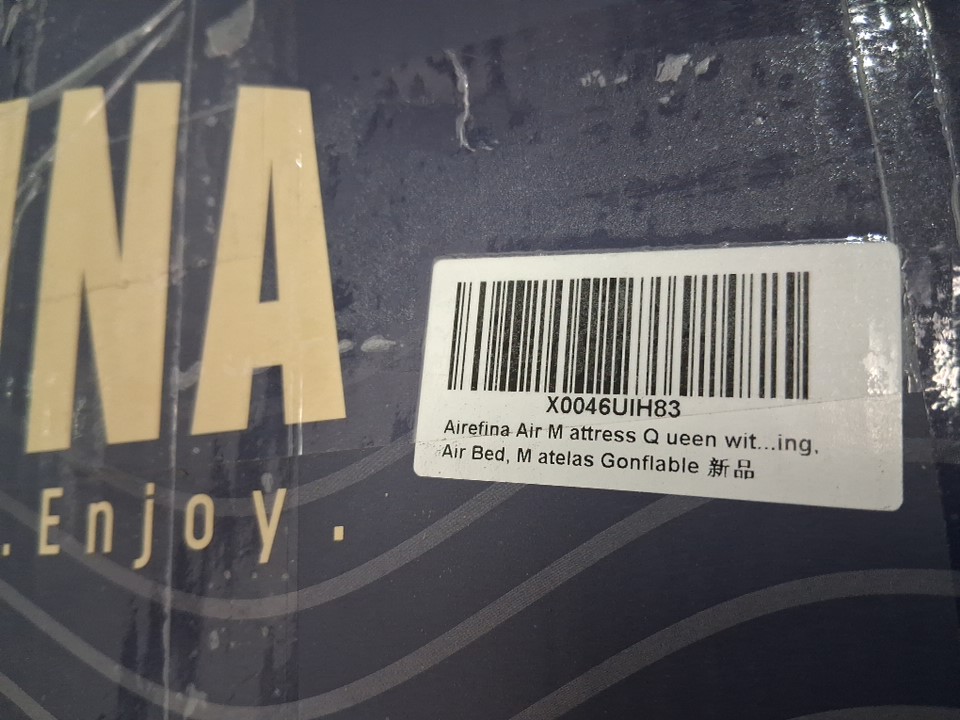 INA
.Enjoy.
X0046UIH83
Airefina Air M attress Q ueen wit...ing,
Air Bed, M atelas Gonflable 新品